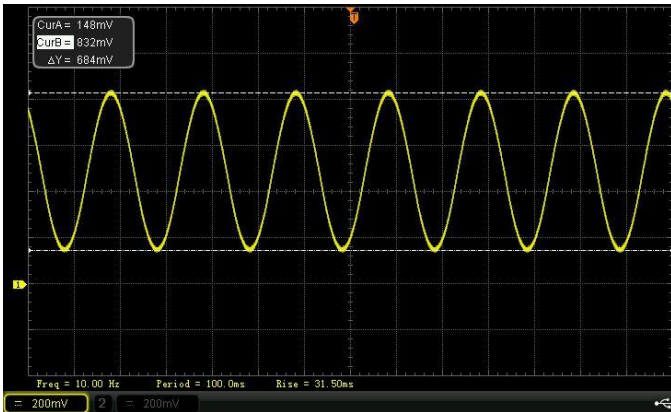 T
CurA = 148mV
CurB = 832mV
ΔY = 684mV
1
Freq = 10.00 Hz Period = 100.0ms Rise = 31.50ms
= 200mV 2 = 200mV